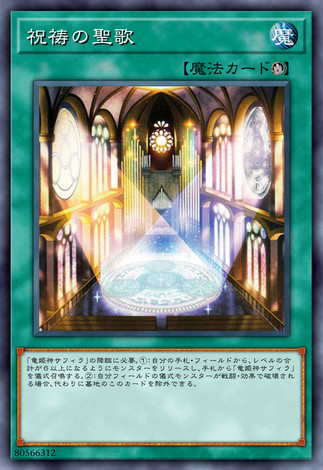 祝祷の聖歌
魔
【魔法カード】
「竜姫神サフィラ」の降臨に必要。①:自分の手札・フィールドから、レベルの合
計が6以上になるようにモンスターをリリースし、手札から「竜姫神サフィラ」
を儀式召喚する。②:自分フィールドの儀式モンスターが戦闘・効果で破壊され
る場合、代わりに墓地のこのカードを除外できる。
80566312